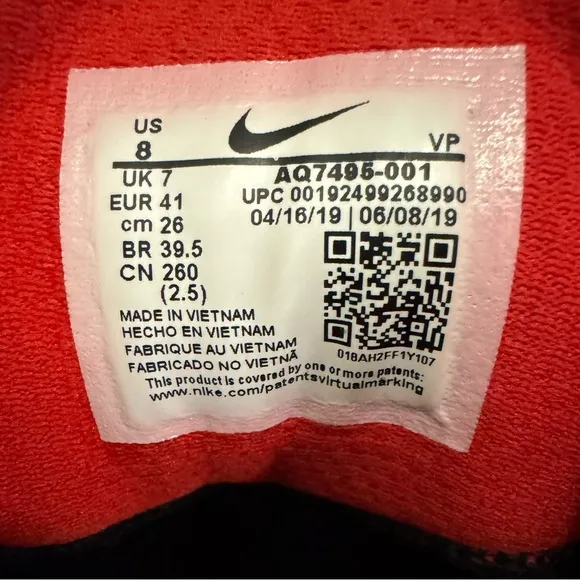 US
8
VP
UK 7
EUR 41
cm 26
BR 39.5
CN 260
(2.5)
AQ7495-001
UPC 00192499268990
04/16/19 | 06/08/19
018AH2FF1Y107
MADE IN VIETNAM
HECHO EN VIETNAM
FABRIQUE AU VIETNAM
FABRICADO NO VIETNÃ
This product is covered by one or more patents:
www.nike.com/patentsvirtualmarking